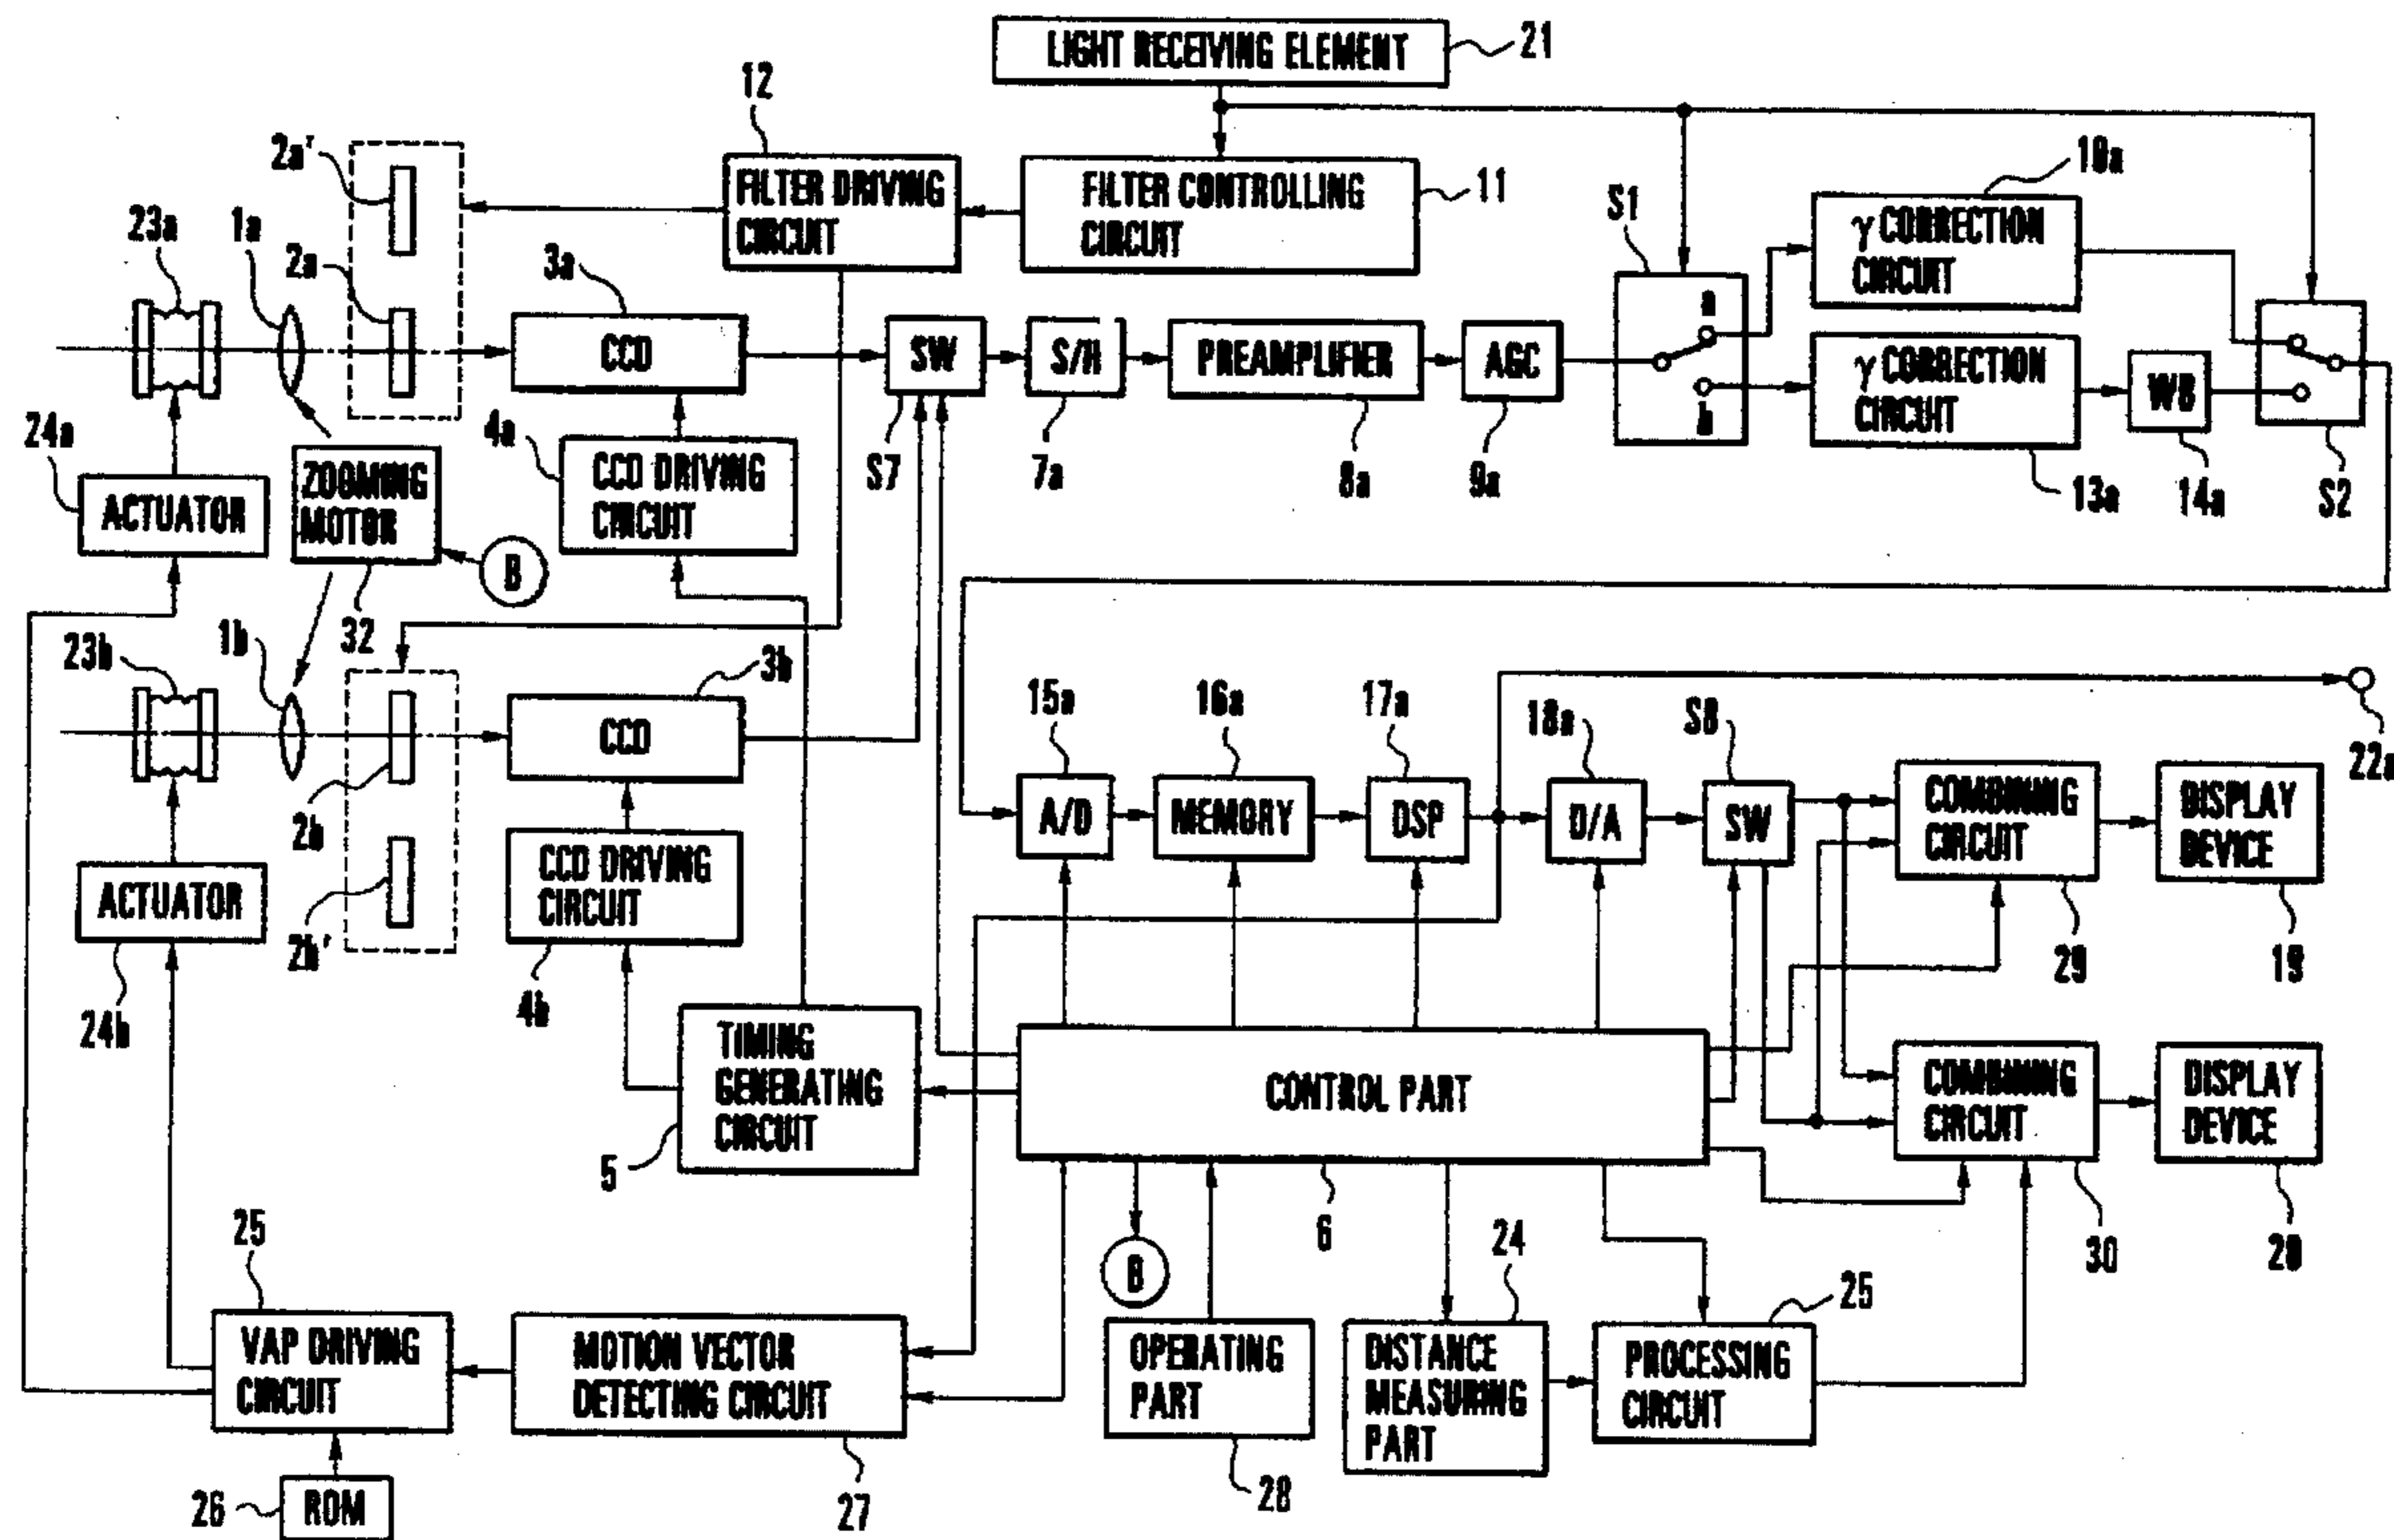 LIGHT RECEIVING ELEMENT
21
12
2a'
FILTER DRIVING
CIRCUIT
FILTER CONTROLLING
CIRCUIT
11
10a
S1
γ CORRECTION
CIRCUIT
23a
1a
2a
3a
a
CCD
SW
S/H
PREAMPLIFIER
AGC
γ CORRECTION
CIRCUIT
WB
b
24a
ZOOMING
MOTOR
4a
CCD DRIVING
CIRCUIT
S7
7a
8a
9a
13a
14a
S2
ACTUATOR
B
23b
1b
32
3b
CCD
15a
16a
17a
18a
S8
22a
2b
A/D
MEMORY
DSP
D/A
SW
COMBINING
CIRCUIT
DISPLAY
DEVICE
ACTUATOR
CCD DRIVING
CIRCUIT
2b'
24b
4b
29
19
TIMING
GENERATING
CIRCUIT
CONTROL PART
COMBINING
CIRCUIT
DISPLAY
DEVICE
5
6
25
B
24
25
30
20
VAP DRIVING
CIRCUIT
MOTION VECTOR
DETECTING CIRCUIT
OPERATING
PART
DISTANCE
MEASURING
PART
PROCESSING
CIRCUIT
26
ROM
27
28